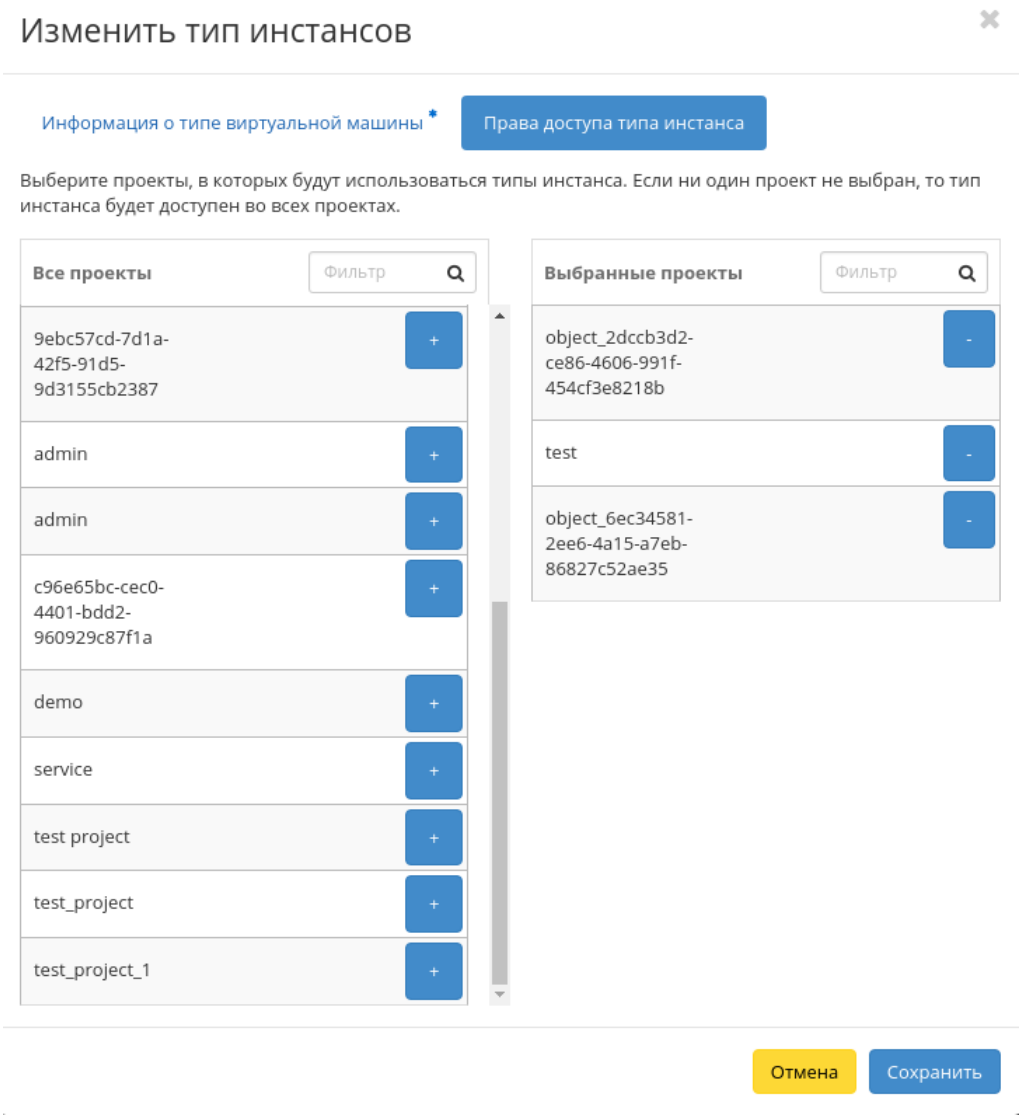 Изменить тип инстансов
×
Информация о типе виртуальной машины *
Права доступа типа инстанса
Выберите проекты, в которых будут использоваться типы инстанса. Если ни один проект не выбран, то тип
инстанса будет доступен во всех проектах.
Все проекты
Фильтр
9ebc57cd-7d1a-
42f5-91d5-
9d3155cb2387
+
admin
+
admin
+
c96e65bc-cec0-
4401-bdd2-
960929c87f1a
+
demo
+
service
+
test project
+
test_project
+
test_project_1
+
Выбранные проекты
Фильтр
object_2dccb3d2-
ce86-4606-991f-
454cf3e8218b
-
test
-
object_6ec34581-
2ee6-4a15-a7eb-
86827c52ae35
-
Отмена
Сохранить